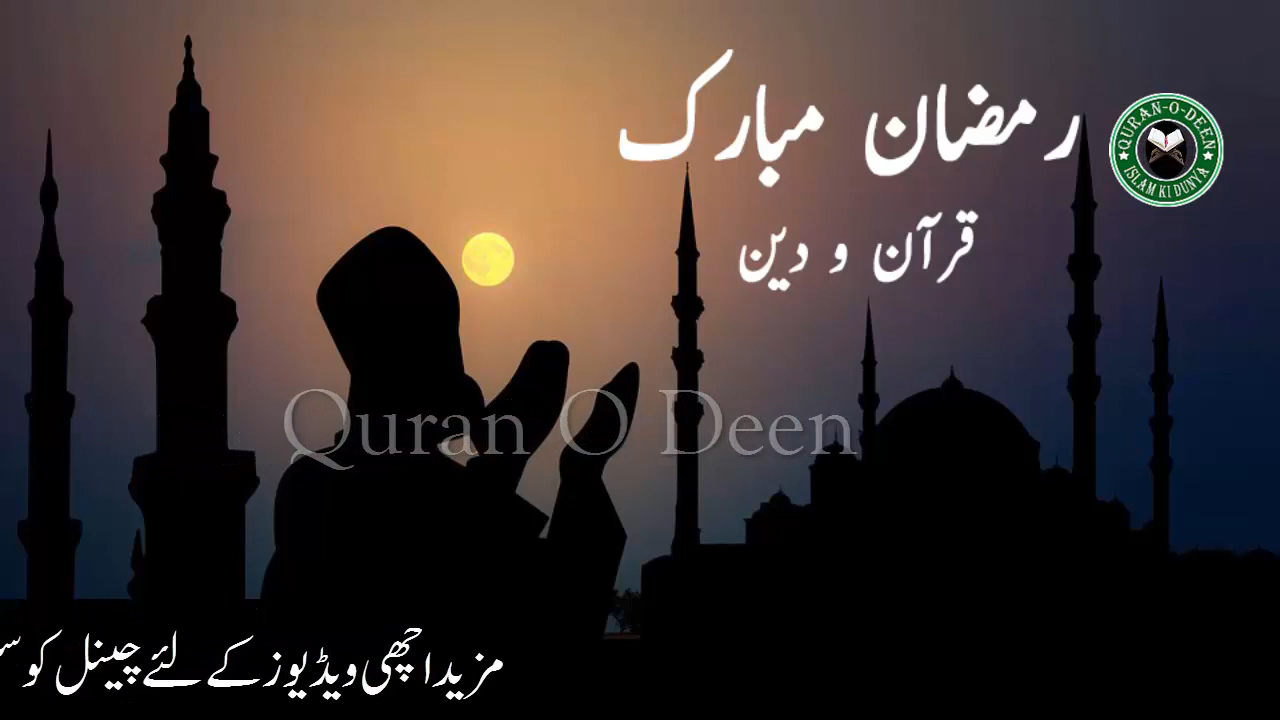 رمضان مبارک
قرآن و دین
QURAN-O-DEEN
ISLAM KI DUNYA
Quran O Deen
مزید اچھی ویڈیوز کے لئے چینل کو